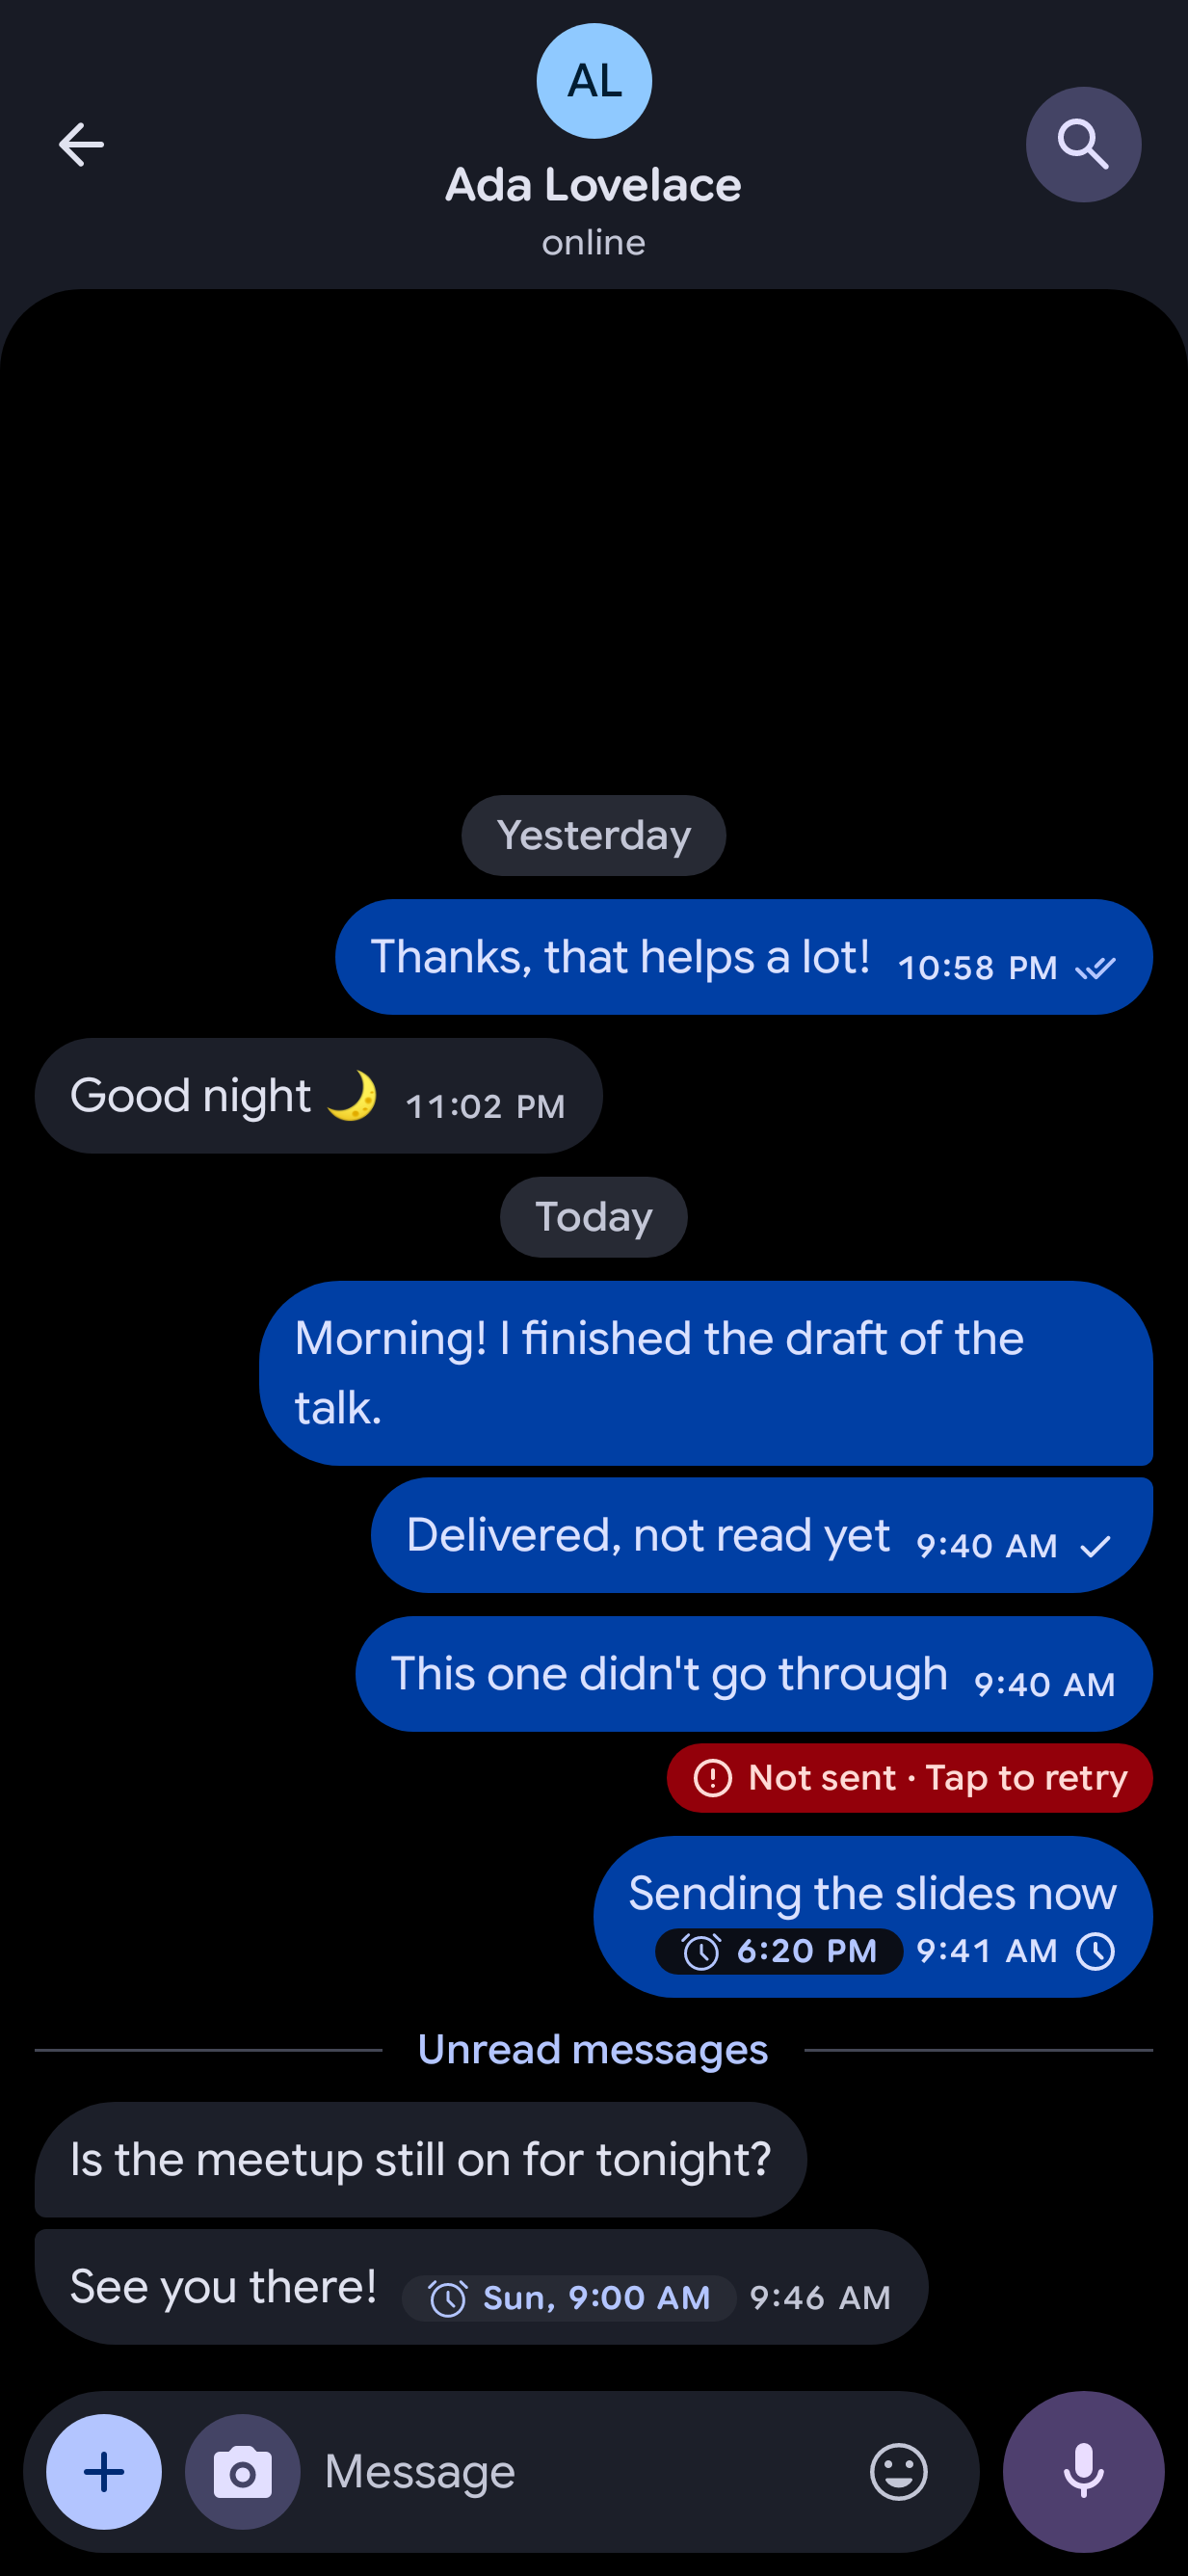 AL
Ada Lovelace
online
Yesterday
Thanks, that helps a lot! 10:58 PM
Good night 🌙 11:02 PM
Today
Morning! I finished the draft of the
talk.
Delivered, not read yet 9:40 AM
This one didn't go through 9:40 AM
Not sent · Tap to retry
Sending the slides now
6:20 PM 9:41 AM
Unread messages
Is the meetup still on for tonight?
See you there! Sun, 9:00 AM 9:46 AM
Message